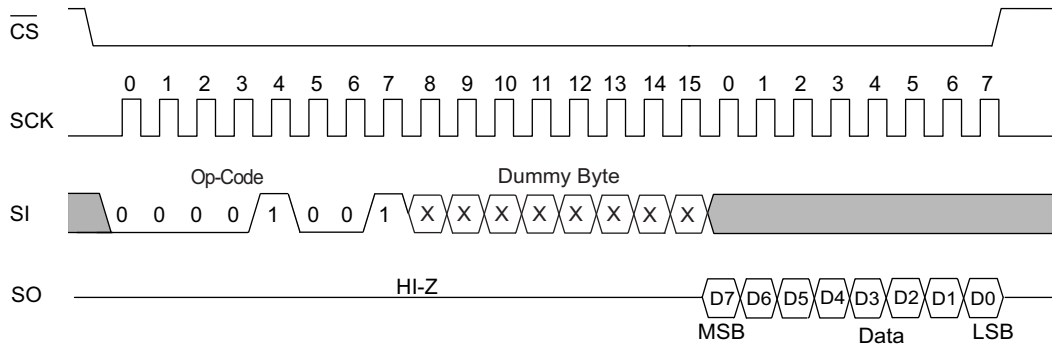 CS
0 1 2 3 4 5 6 7 8 9 10 11 12 13 14 15 0 1 2 3 4 5 6 7
SCK
Op-Code Dummy Byte
SI 0 0 0 0 1 0 0 1 X X X X X X X X
HI-Z
SO D7 D6 D5 D4 D3 D2 D1 D0
MSB Data LSB